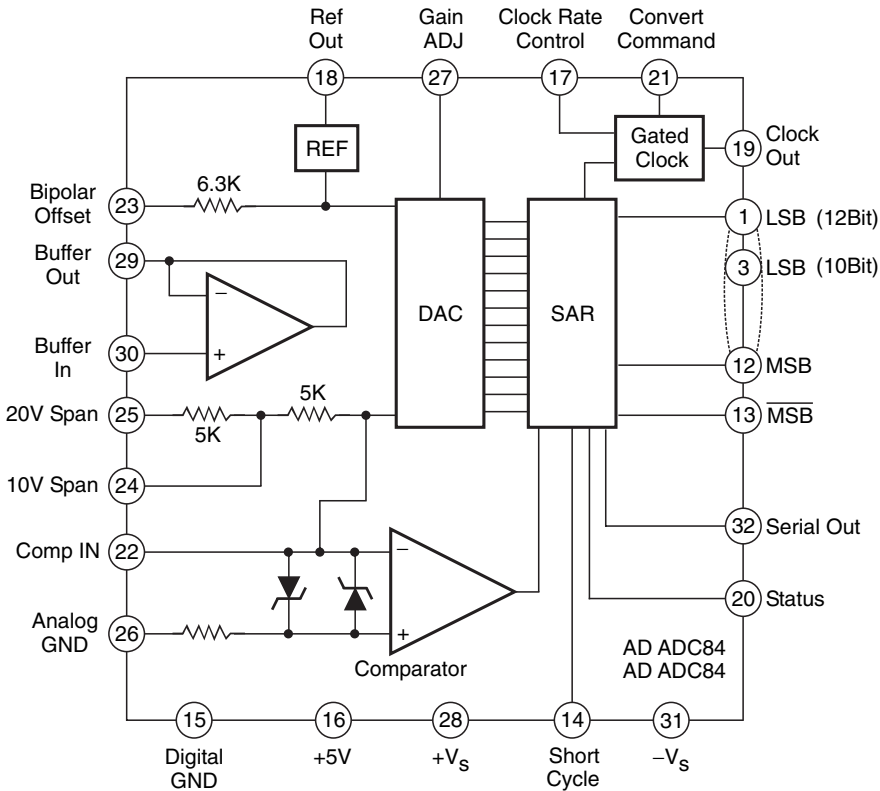 Ref
Out
Gain
ADJ
Clock Rate
Control
Convert
Command
18
27
17
21
REF
Gated
Clock
19
Clock
Out
Bipolar
Offset
23
6.3K
1
LSB (12Bit)
Buffer
Out
29
3
LSB (10Bit)
–
+
DAC
SAR
Buffer
In
30
12
MSB
20V Span
25
5K
5K
13
MSB
10V Span
24
32
Serial Out
Comp IN
22
–
+
20
Status
Analog
GND
26
Comparator
AD ADC84
AD ADC84
15
16
28
14
31
Digital
GND
+5V
+Vs
Short
Cycle
–Vs